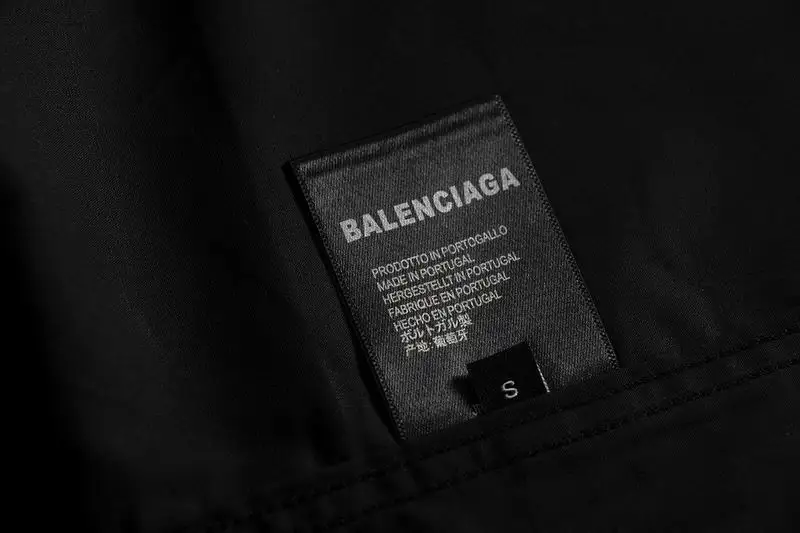 BALENCIAGA
PRODOTTO IN PORTOGALLO
MADE IN PORTUGAL
HERGESTELLT IN PORTUGAL
FABRIQUE EN PORTUGAL
HECHO EN PORTUGAL
ポルトガル製
产地:葡萄牙
S